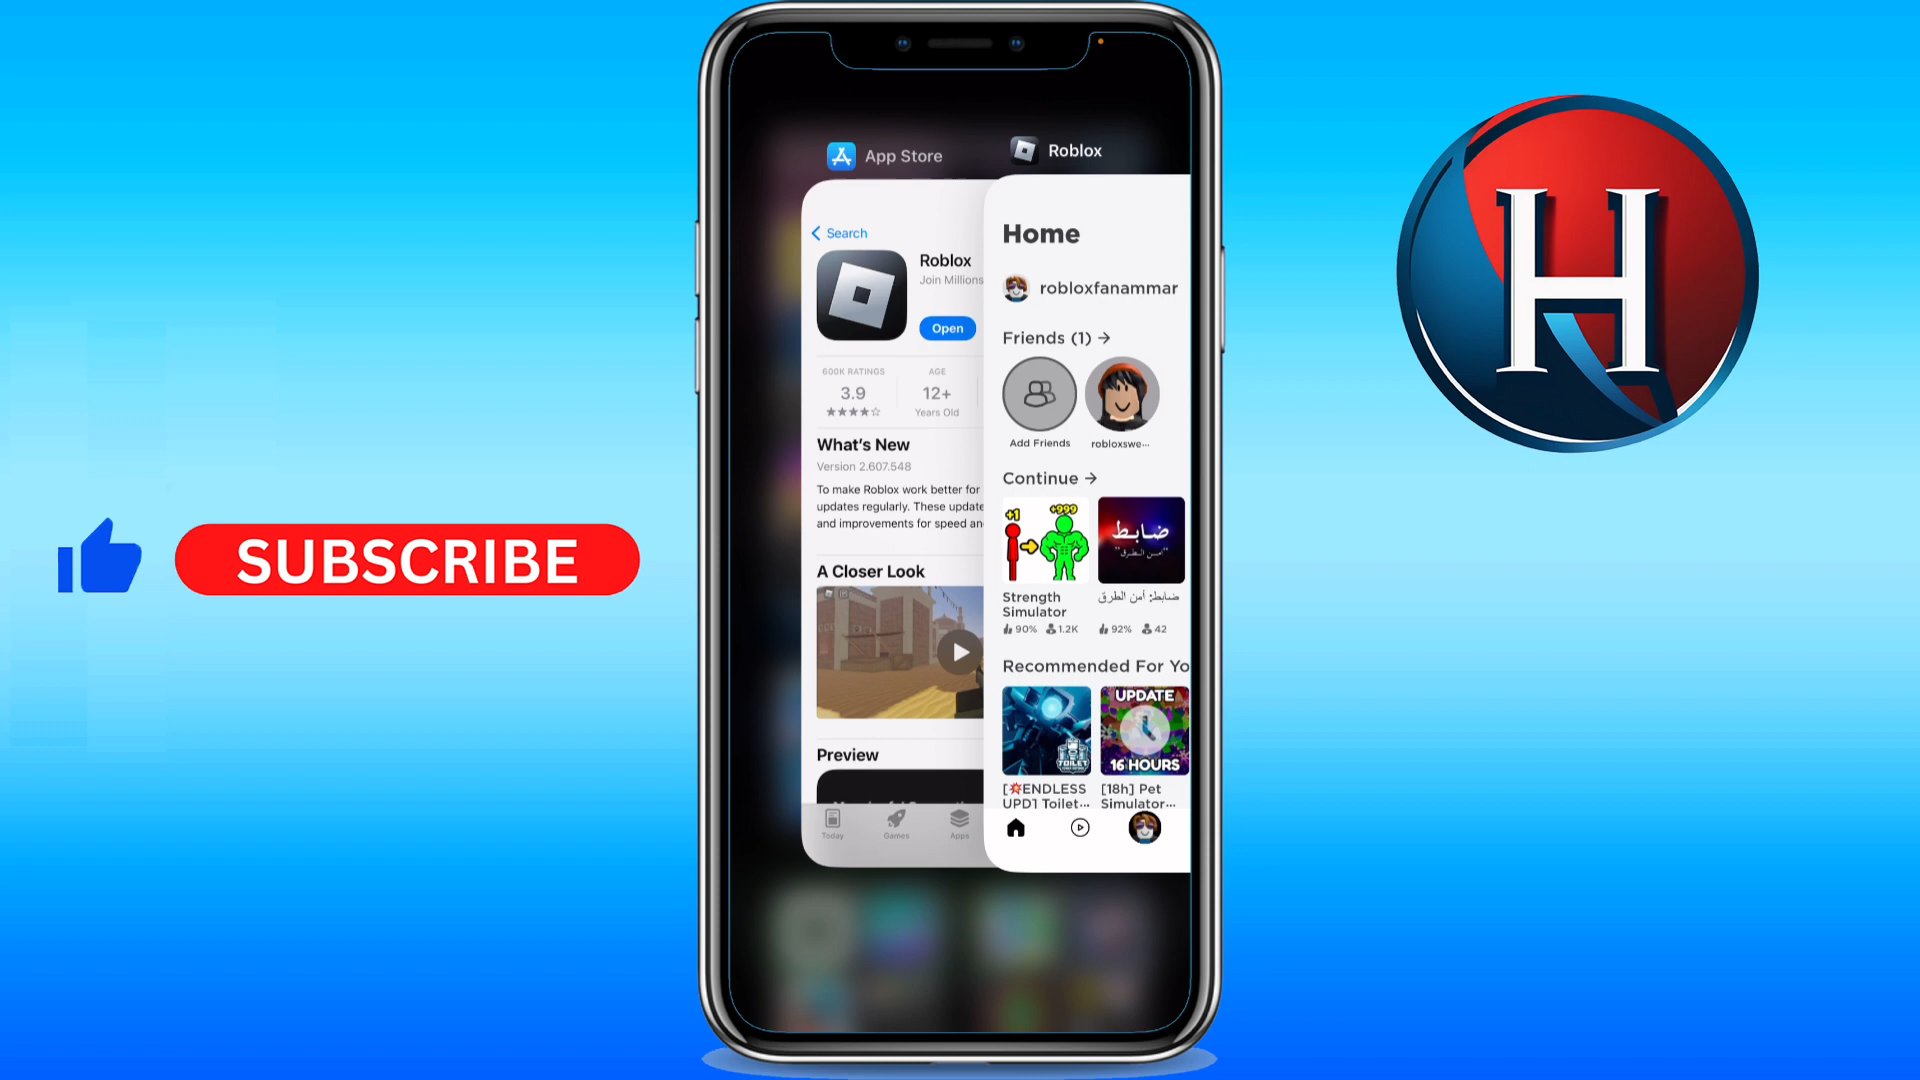 App Store
Roblox
Search
Roblox
Join Millions
Open
600K RATINGS
AGE
3.9
12+
★★★★☆
Years Old
What's New
Version 2.607.548
To make Roblox work better for
updates regularly. These update
and improvements for speed an
A Closer Look
Preview
Today
Games
Apps
Home
robloxfanammar
Friends (1) →
Add Friends
robloxswe...
Continue →
+1
+999
ضابط
"امن الطرق"
Strength
Simulator
ضابط: أمن الطرق
90%
1.2K
92%
42
Recommended For Yo
TOILET
UPDATE
16 HOURS
[💥ENDLESS
UPD] Toilet...
[18h] Pet
Simulator...
SUBSCRIBE
H